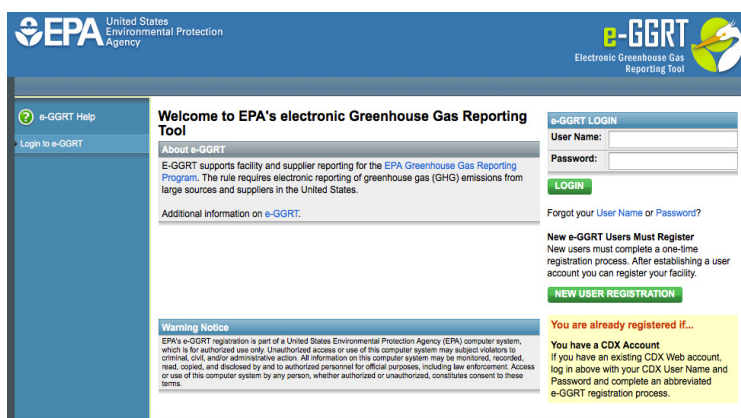 EPA
United States
Environmental Protection
Agency
e-GGRT
Electronic Greenhouse Gas
Reporting Tool
? e-GGRT Help
Login to e-GGRT
Welcome to EPA's electronic Greenhouse Gas Reporting
Tool
About e-GGRT
E-GGRT supports facility and supplier reporting for the EPA Greenhouse Gas Reporting
Program. The rule requires electronic reporting of greenhouse gas (GHG) emissions from
large sources and suppliers in the United States.
Additional information on e-GGRT.
Warning Notice
EPA's e-GGRT registration is part of a United States Environmental Protection Agency (EPA) computer system,
which is for authorized use only. Unauthorized access or use of this computer system may subject violators to
criminal, civil, and/or administrative action. All information on this computer system may be monitored, recorded,
read, copied, and disclosed by and to authorized personnel for official purposes, including law enforcement. Access
or use of this computer system by any person, whether authorized or unauthorized, constitutes consent to these
terms.
e-GGRT LOGIN
User Name:
Password:
LOGIN
Forgot your User Name or Password?
New e-GGRT Users Must Register
New users must complete a one-time
registration process. After establishing a user
account you can register your facility.
NEW USER REGISTRATION
You are already registered if...
You have a CDX Account
If you have an existing CDX Web account,
log in above with your CDX User Name and
Password and complete an abbreviated
e-GGRT registration process.